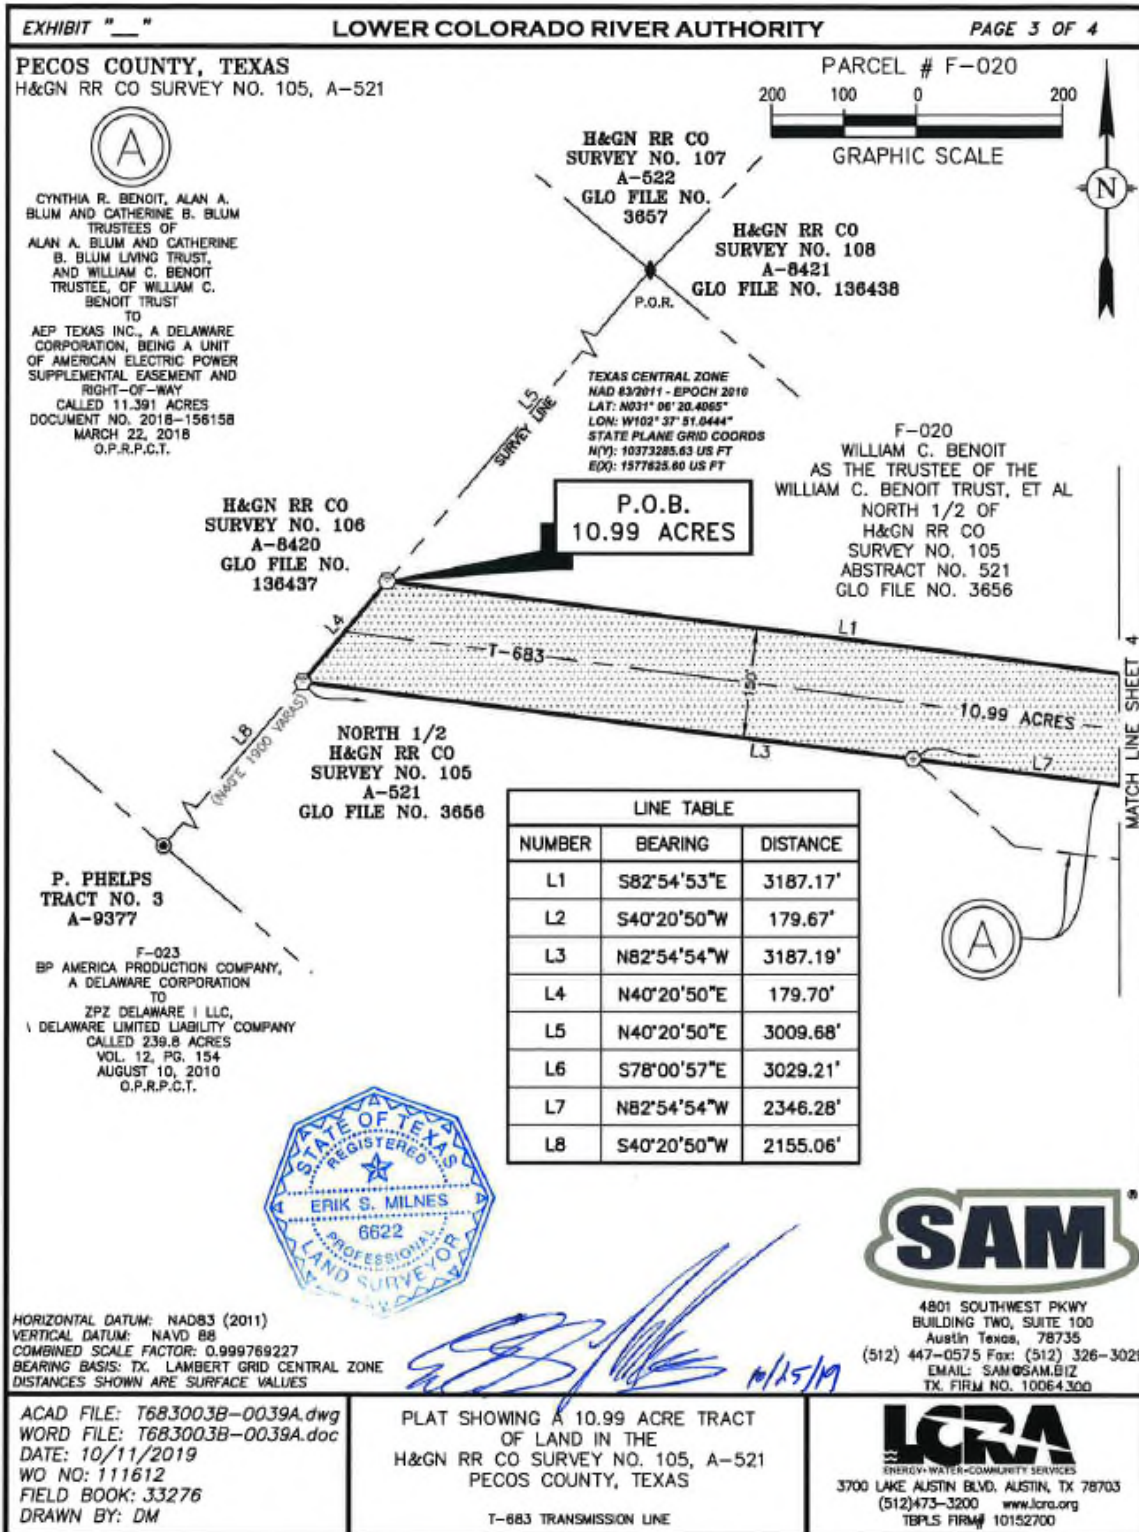 EXHIBIT "__"
LOWER COLORADO RIVER AUTHORITY
PAGE 3 OF 4
PECOS COUNTY, TEXAS
H&GN RR CO SURVEY NO. 105, A-521
PARCEL # F-020
200 100 0 200
GRAPHIC SCALE
N
A
CYNTHIA R. BENOIT, ALAN A.
BLUM AND CATHERINE B. BLUM
TRUSTEES OF
ALAN A. BLUM AND CATHERINE
B. BLUM LIVING TRUST,
AND WILLIAM C. BENOIT
TRUSTEE, OF WILLIAM C.
BENOIT TRUST
TO
AEP TEXAS INC., A DELAWARE
CORPORATION, BEING A UNIT
OF AMERICAN ELECTRIC POWER
SUPPLEMENTAL EASEMENT AND
RIGHT-OF-WAY
CALLED 11.391 ACRES
DOCUMENT NO. 2018-156158
MARCH 22, 2018
O.P.R.P.C.T.
H&GN RR CO
SURVEY NO. 107
A-522
GLO FILE NO.
3657
H&GN RR CO
SURVEY NO. 108
A-8421
GLO FILE NO. 136438
P.O.R.
L5
SURVEY LINE
TEXAS CENTRAL ZONE
NAD 83/2011 - EPOCH 2010
LAT: N031° 06' 20.4065"
LON: W102° 37' 51.0444"
STATE PLANE GRID COORDS
N(Y): 10373285.63 US FT
E(X): 1577625.60 US FT
F-020
WILLIAM C. BENOIT
AS THE TRUSTEE OF THE
WILLIAM C. BENOIT TRUST, ET AL
NORTH 1/2 OF
H&GN RR CO
SURVEY NO. 105
ABSTRACT NO. 521
GLO FILE NO. 3656
P.O.B.
10.99 ACRES
H&GN RR CO
SURVEY NO. 106
A-8420
GLO FILE NO.
136437
L4
L1
T-683
150'
10.99 ACRES
L3
L7
MATCH LINE SHEET 4
L8
(N40°E 1900 VARAS)
NORTH 1/2
H&GN RR CO
SURVEY NO. 105
A-521
GLO FILE NO. 3656
P. PHELPS
TRACT NO. 3
A-9377
F-023
BP AMERICA PRODUCTION COMPANY,
A DELAWARE CORPORATION
TO
ZPZ DELAWARE I LLC,
DELAWARE LIMITED LIABILITY COMPANY
CALLED 239.8 ACRES
VOL. 12, PG. 154
AUGUST 10, 2010
O.P.R.P.C.T.
A
LINE TABLE
NUMBER BEARING DISTANCE
L1 S82°54'53"E 3187.17'
L2 S40°20'50"W 179.67'
L3 N82°54'54"W 3187.19'
L4 N40°20'50"E 179.70'
L5 N40°20'50"E 3009.68'
L6 S78°00'57"E 3029.21'
L7 N82°54'54"W 2346.28'
L8 S40°20'50"W 2155.06'
STATE OF TEXAS
REGISTERED
ERIK S. MILNES
6622
PROFESSIONAL
LAND SURVEYOR
10/25/19
SAM®
4801 SOUTHWEST PKWY
BUILDING TWO, SUITE 100
Austin Texas, 78735
(512) 447-0575 Fax: (512) 326-3029
EMAIL: SAM@SAM.BIZ
TX. FIRM NO. 10064300
HORIZONTAL DATUM: NAD83 (2011)
VERTICAL DATUM: NAVD 88
COMBINED SCALE FACTOR: 0.999769227
BEARING BASIS: TX. LAMBERT GRID CENTRAL ZONE
DISTANCES SHOWN ARE SURFACE VALUES
ACAD FILE: T683003B-0039A.dwg
WORD FILE: T683003B-0039A.doc
DATE: 10/11/2019
WO NO: 111612
FIELD BOOK: 33276
DRAWN BY: DM
PLAT SHOWING A 10.99 ACRE TRACT
OF LAND IN THE
H&GN RR CO SURVEY NO. 105, A-521
PECOS COUNTY, TEXAS
T-683 TRANSMISSION LINE
LCRA
ENERGY•WATER•COMMUNITY SERVICES
3700 LAKE AUSTIN BLVD. AUSTIN, TX 78703
(512)473-3200 www.lcra.org
TBPLS FIRM# 10152700